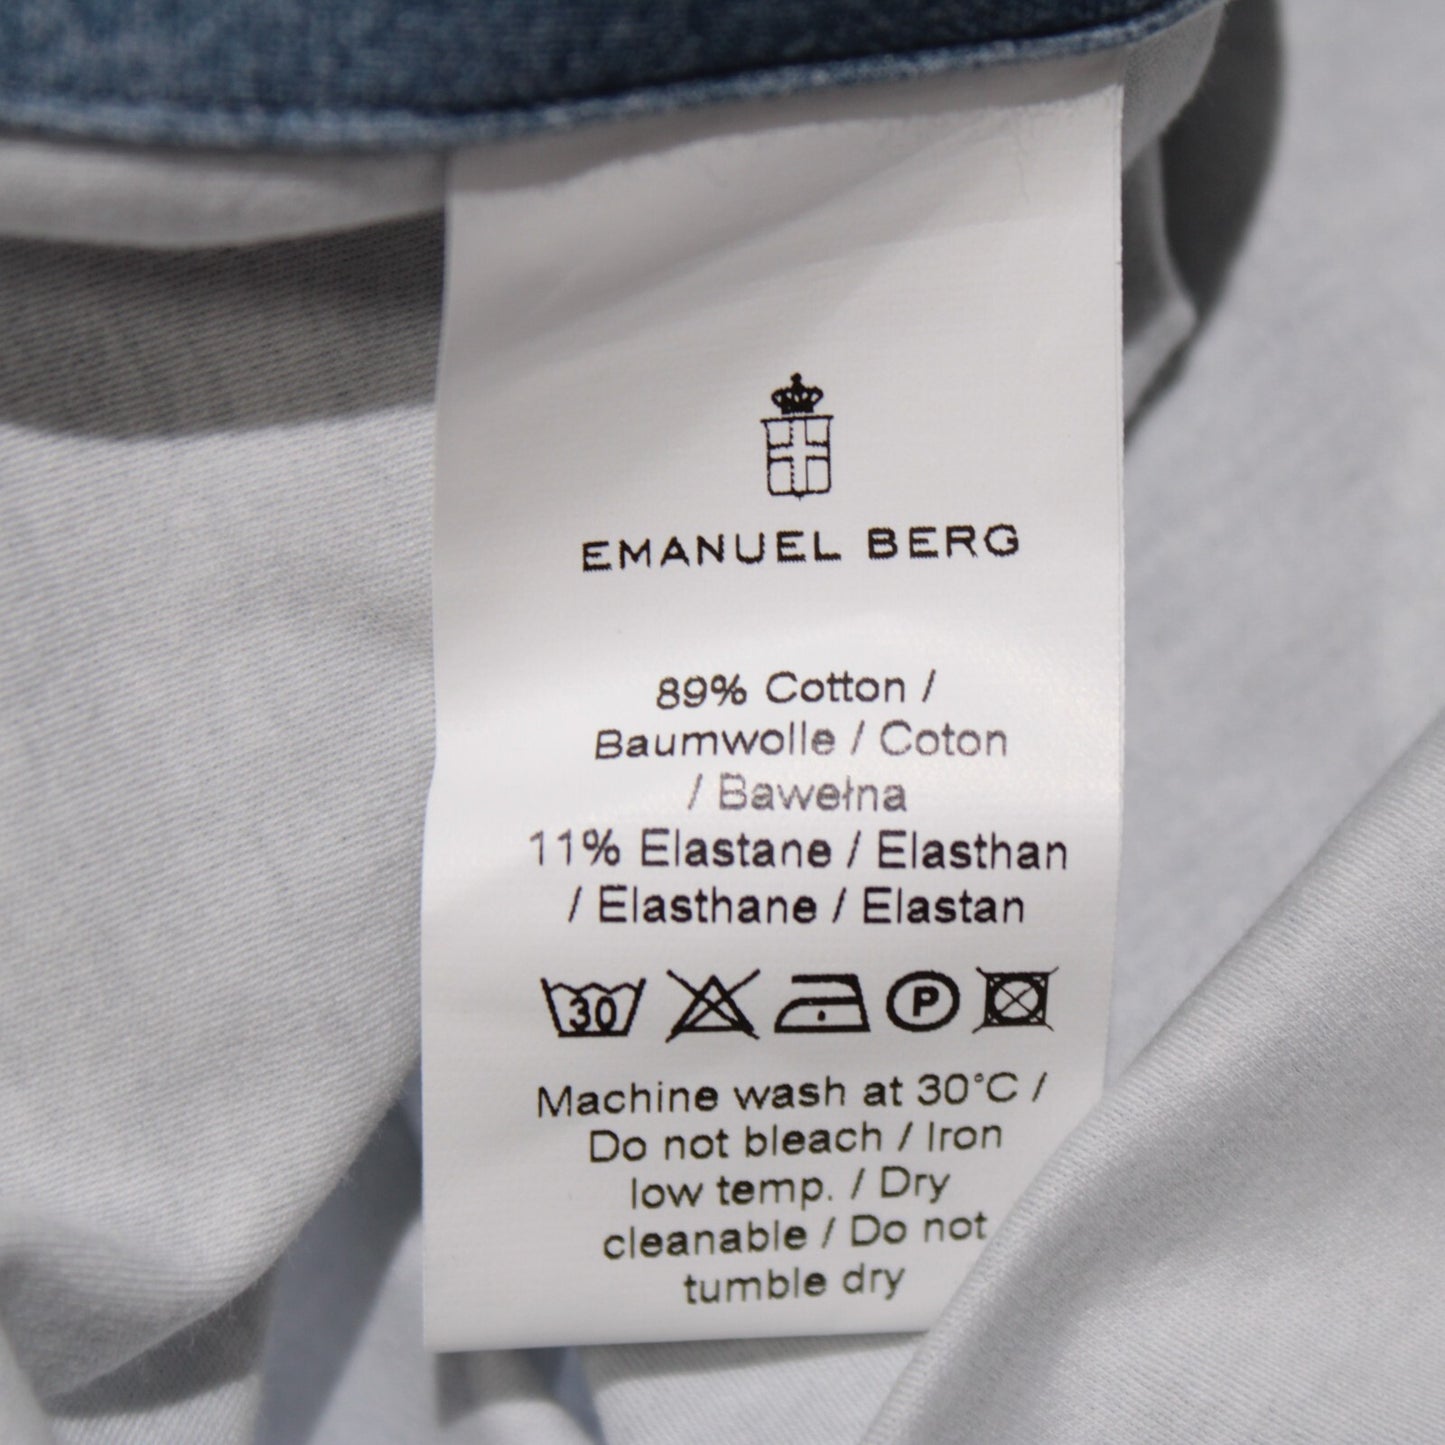 EMANUEL BERG
89% Cotton /
Baumwolle / Coton
/ Bawełna
11% Elastane / Elasthan
/ Elasthane / Elastan
30 P
Machine wash at 30°C /
Do not bleach / Iron
low temp. / Dry
cleanable / Do not
tumble dry